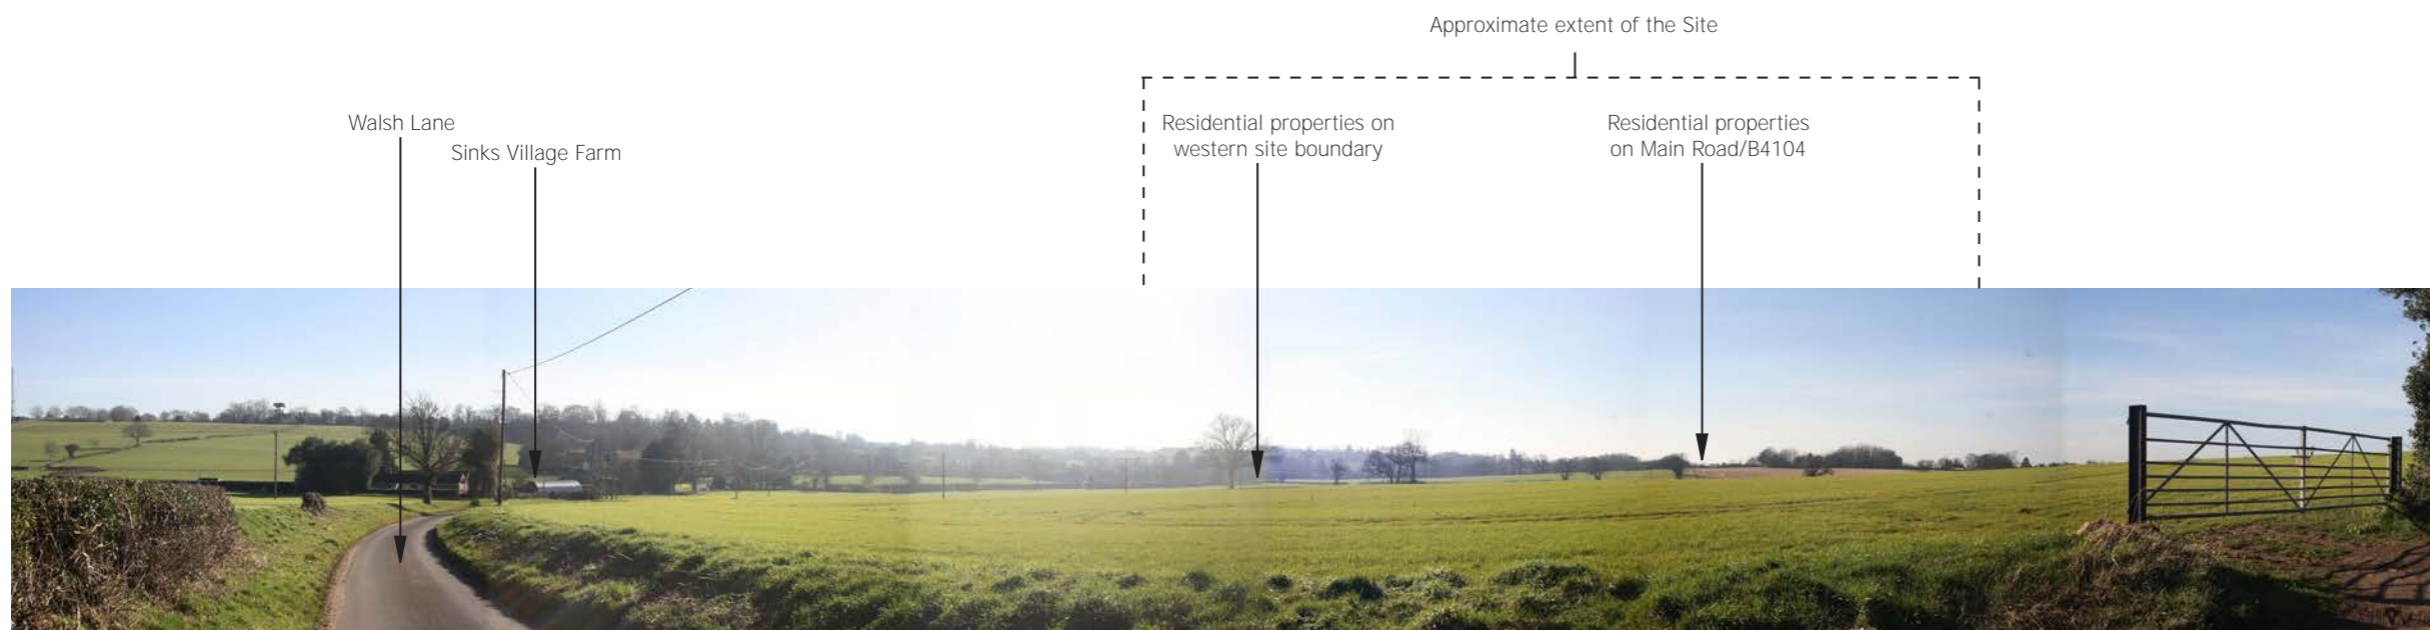 Approximate extent of the Site
Walsh Lane
Sinks Village Farm
Residential properties on
western site boundary
Residential properties
on Main Road/B4104